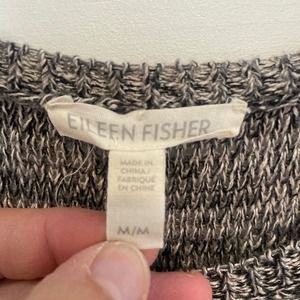 EILEEN FISHER
MADE IN
CHINA/
FABRIQUÉ
EN CHINE
M/M